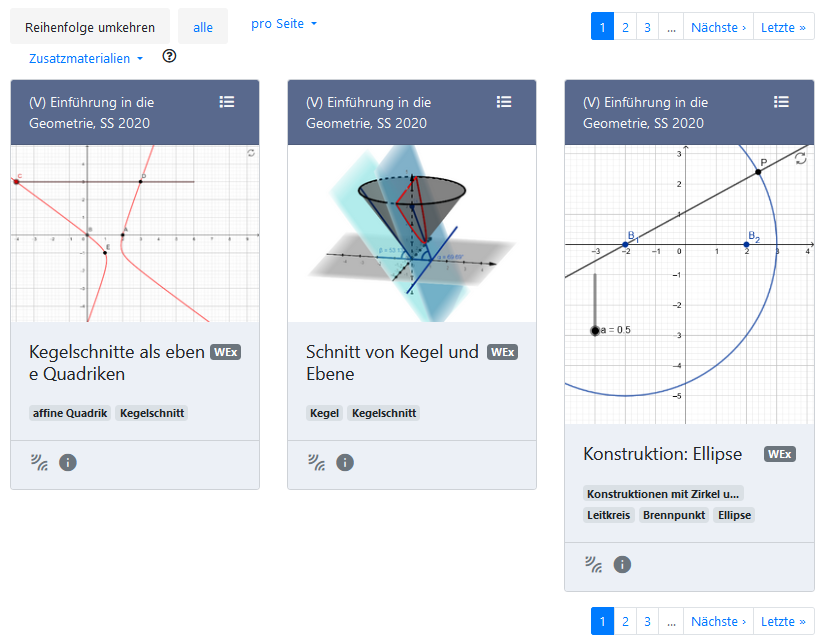 Reihenfolge umkehren alle pro Seite 1 2 3 ... Nächste › Letzte »
Zusatzmaterialien
(V) Einführung in die
Geometrie, SS 2020
Kegelschnitte als eben
e Quadriken
WEx
affine Quadrik Kegelschnitt
(V) Einführung in die
Geometrie, SS 2020
Schnitt von Kegel und
Ebene
WEx
Kegel Kegelschnitt
(V) Einführung in die
Geometrie, SS 2020
P
B₁
B₂
3
2
1
0
−1
−2
−3
−4
−5
−3 −2 −1 0 1 2 3 4
a = 0.5
Konstruktion: Ellipse WEx
Konstruktionen mit Zirkel u...
Leitkreis Brennpunkt Ellipse
1 2 3 ... Nächste › Letzte »